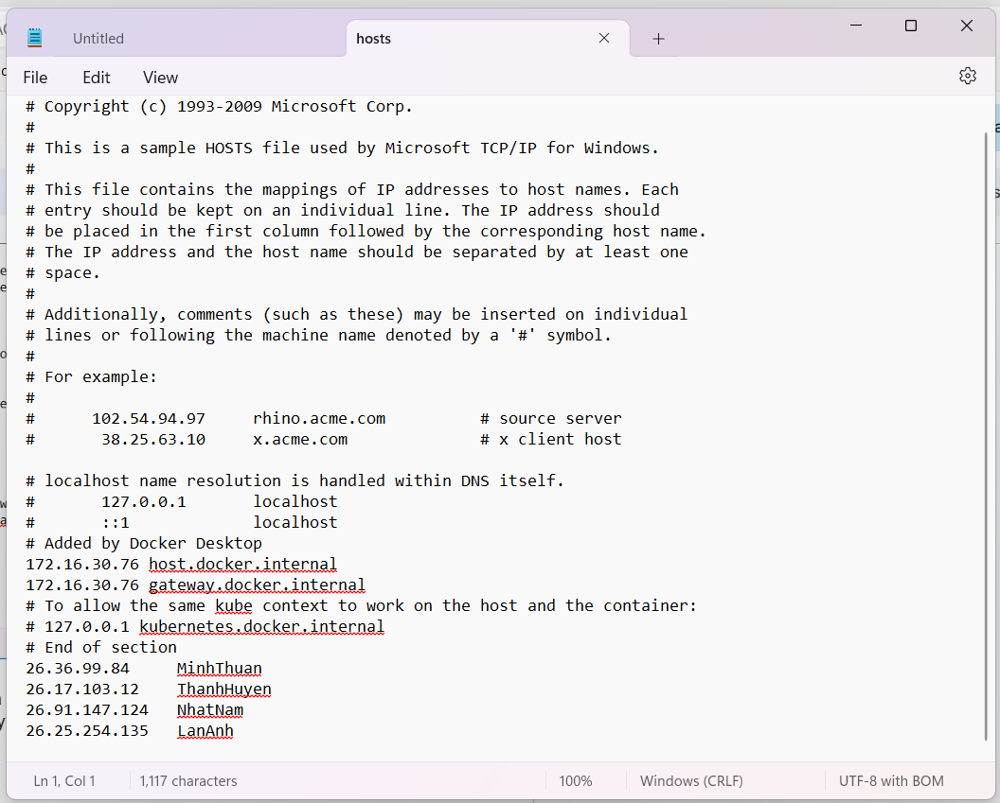 Untitled
hosts
File Edit View
# Copyright (c) 1993-2009 Microsoft Corp.
#
# This is a sample HOSTS file used by Microsoft TCP/IP for Windows.
#
# This file contains the mappings of IP addresses to host names. Each
# entry should be kept on an individual line. The IP address should
# be placed in the first column followed by the corresponding host name.
# The IP address and the host name should be separated by at least one
# space.
#
# Additionally, comments (such as these) may be inserted on individual
# lines or following the machine name denoted by a '#' symbol.
#
# For example:
#
#      102.54.94.97     rhino.acme.com          # source server
#       38.25.63.10     x.acme.com              # x client host

# localhost name resolution is handled within DNS itself.
#       127.0.0.1       localhost
#       ::1             localhost
# Added by Docker Desktop
172.16.30.76 host.docker.internal
172.16.30.76 gateway.docker.internal
# To allow the same kube context to work on the host and the container:
# 127.0.0.1 kubernetes.docker.internal
# End of section
26.36.99.84     MinhThuan
26.17.103.12    ThanhHuyen
26.91.147.124   NhatNam
26.25.254.135   LanAnh
Ln 1, Col 1 1,117 characters 100% Windows (CRLF) UTF-8 with BOM